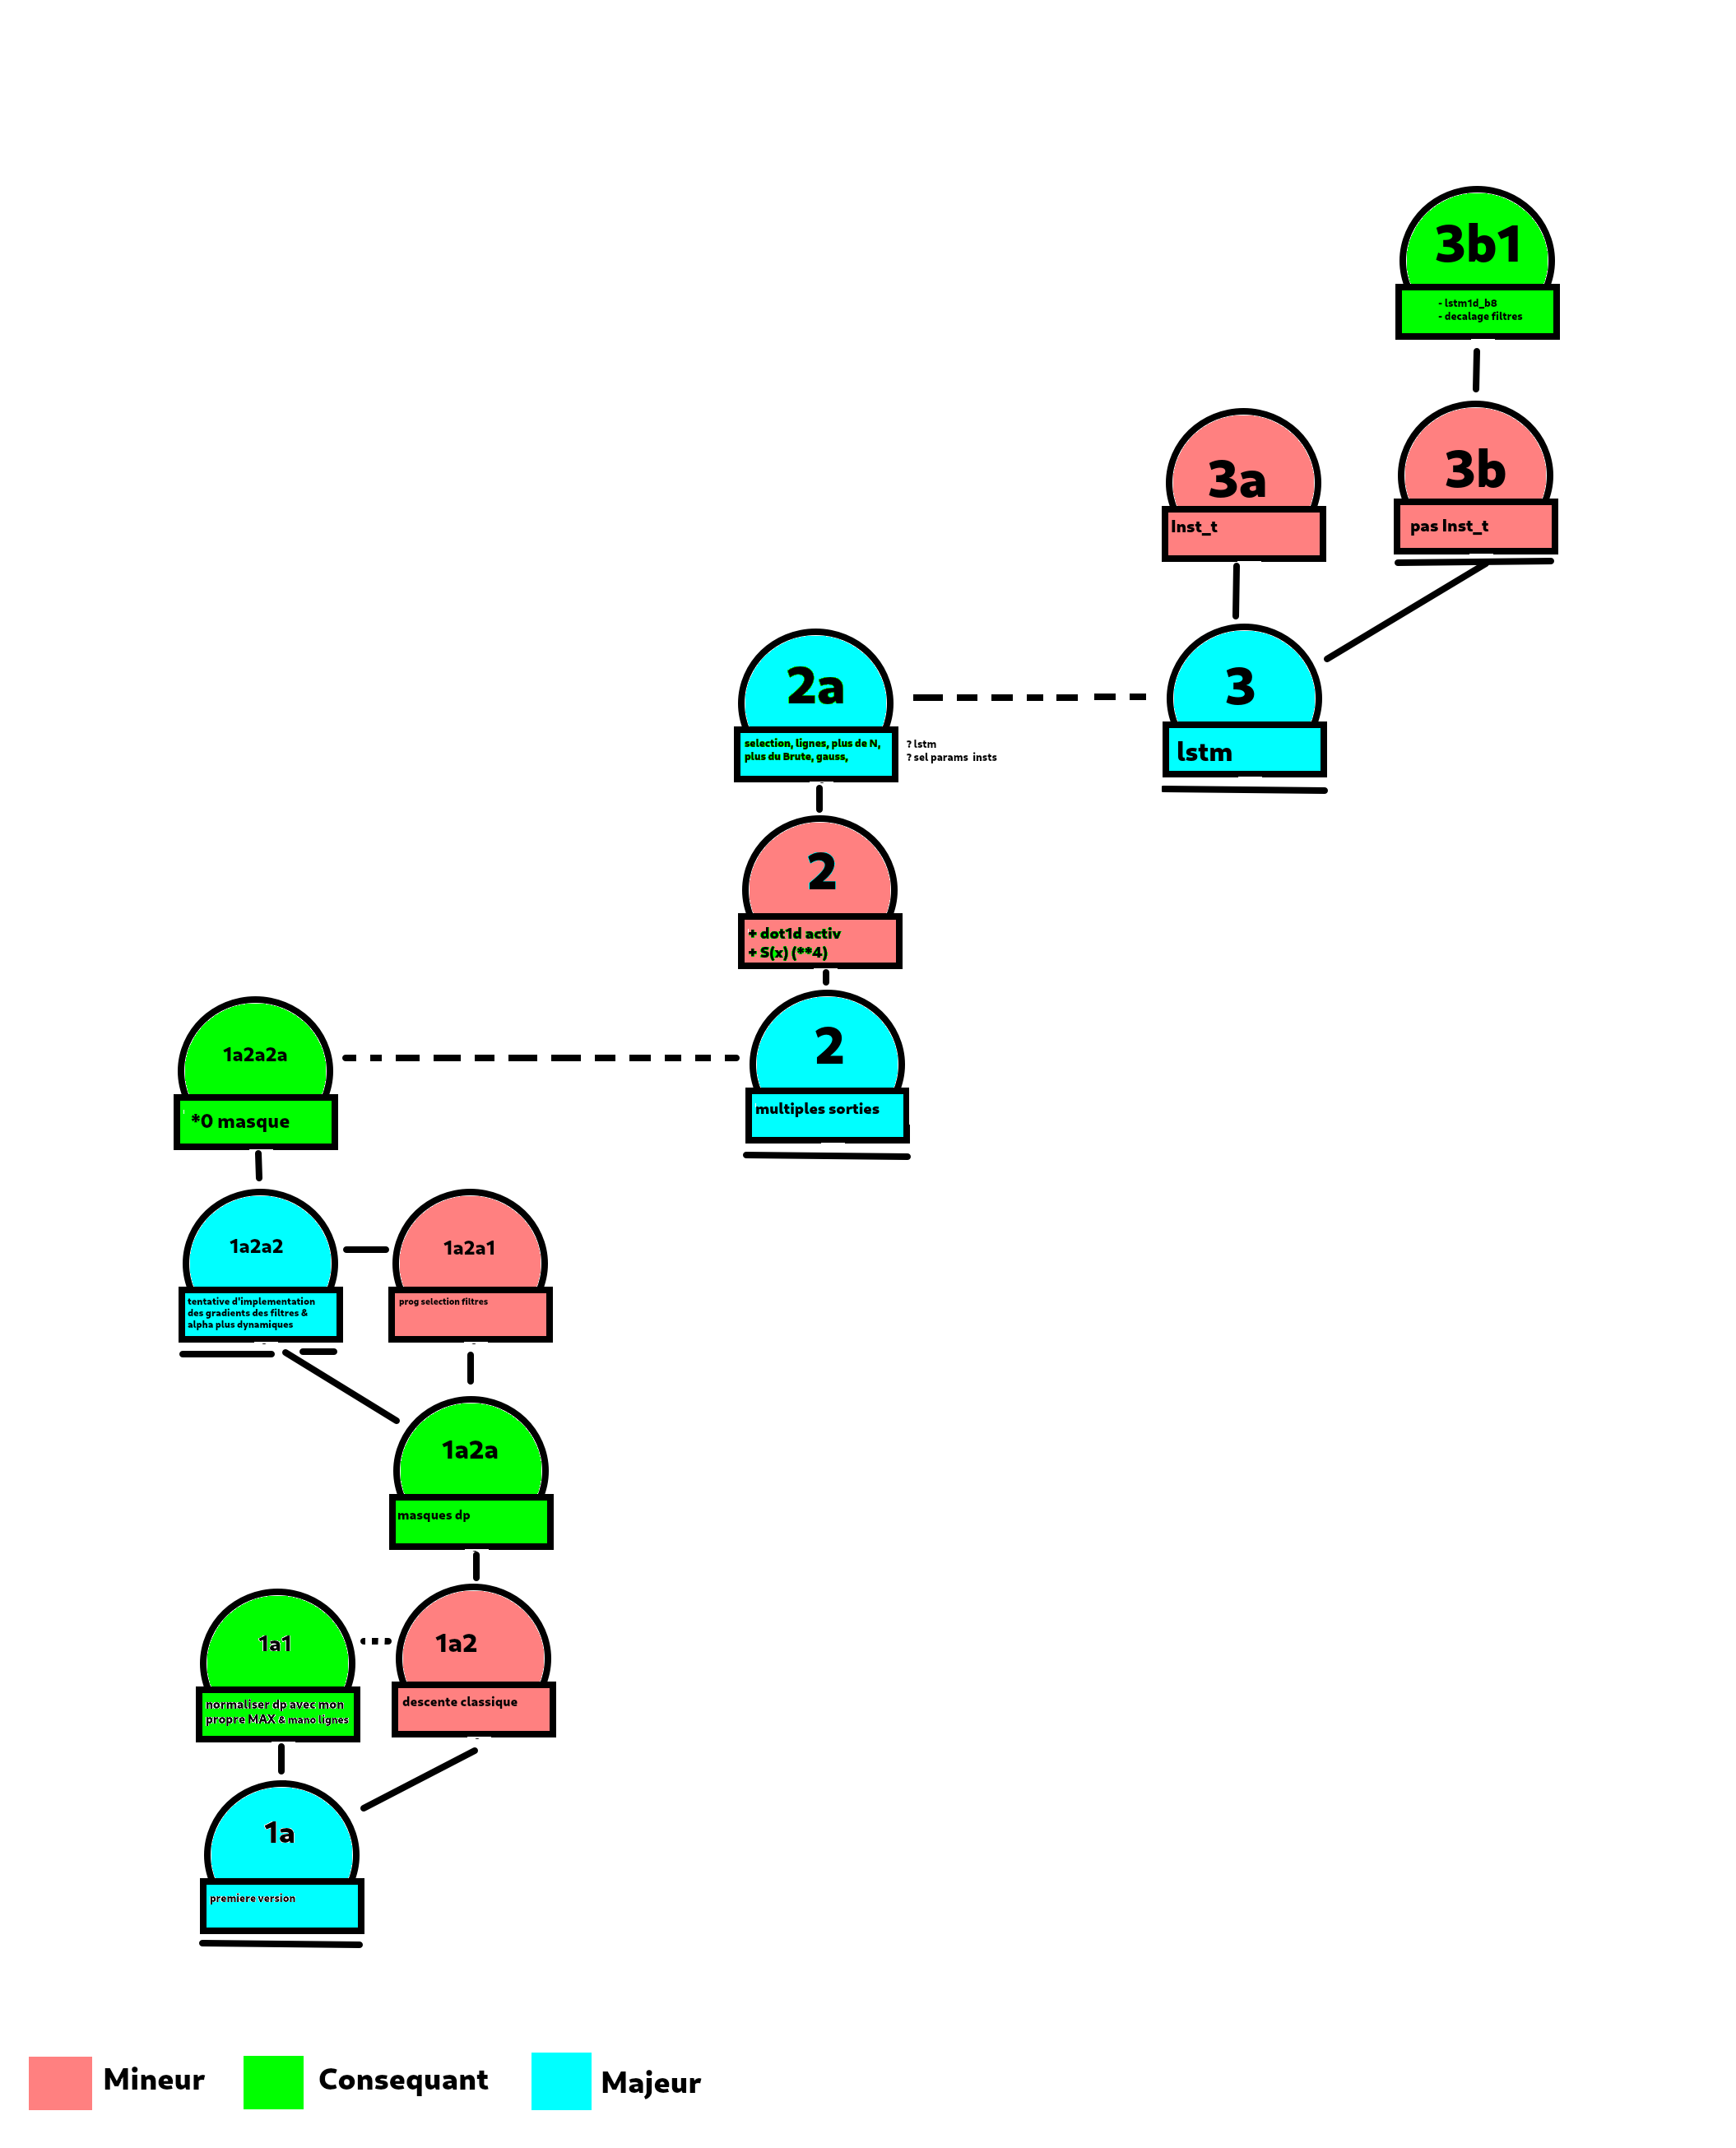 3b1
- lstm1d_b8
- decalage filtres
3a
Inst_t
3b
pas Inst_t
2a
selection, lignes, plus de N,
plus du Brute, gauss,
? lstm
? sel params insts
3
lstm
2
+ dot1d activ
+ S(x) (**4)
1a2a2a
*0 masque
2
multiples sorties
1a2a2
tentative d'implementation
des gradients des filtres &
alpha plus dynamiques
1a2a1
prog selection filtres
1a2a
masques dp
1a1
normaliser dp avec mon
propre MAX & mano lignes
1a2
descente classique
1a
premiere version
Mineur
Consequant
Majeur